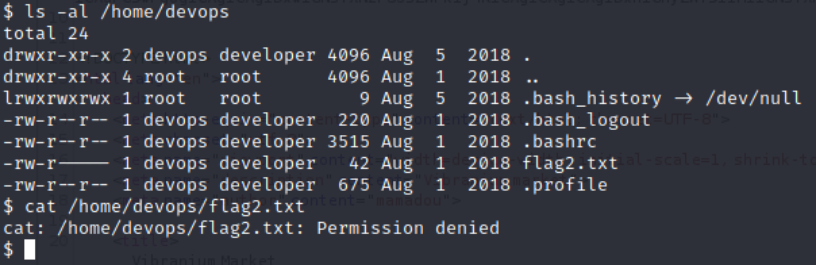 $ ls -al /home/devops
total 24
drwxr-xr-x 2 devops developer 4096 Aug  5  2018 .
drwxr-xr-x 4 root   root      4096 Aug  1  2018 ..
lrwxrwxrwx 1 root   root         9 Aug  5  2018 .bash_history → /dev/null
-rw-r--r-- 1 devops developer  220 Aug  1  2018 .bash_logout
-rw-r--r-- 1 devops developer 3515 Aug  1  2018 .bashrc
-rw-r----- 1 devops developer   42 Aug  1  2018 flag2.txt
-rw-r--r-- 1 devops developer  675 Aug  1  2018 .profile
$ cat /home/devops/flag2.txt
cat: /home/devops/flag2.txt: Permission denied
$
<title>
Vibranium Market